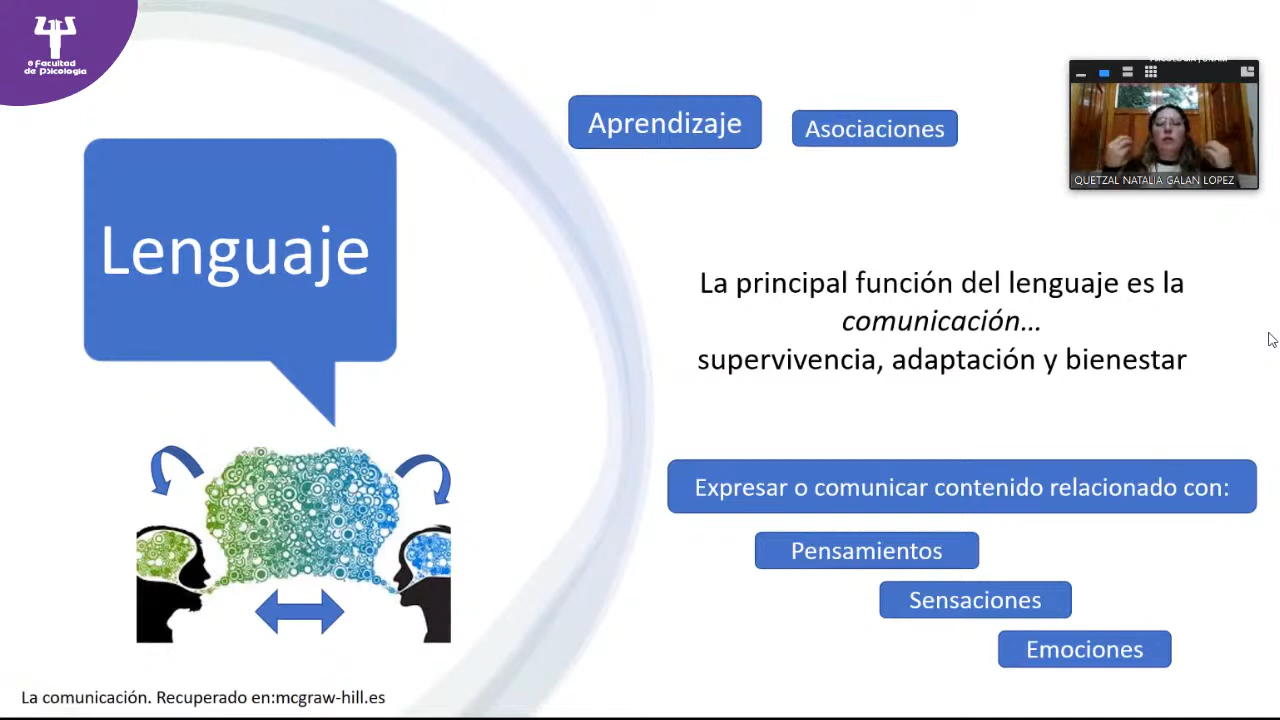 ® Facultad
de Psicología
Aprendizaje
Asociaciones
QUETZAL NATALIA GALAN LOPEZ
Lenguaje
La principal función del lenguaje es la
comunicación...
supervivencia, adaptación y bienestar
Expresar o comunicar contenido relacionado con:
Pensamientos
Sensaciones
Emociones
La comunicación. Recuperado en:mcgraw-hill.es